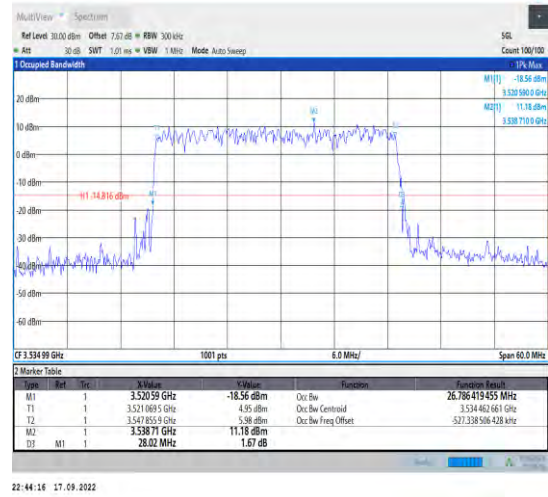 MultiView Spectrum
Ref Level 30.00 dBm Offset 7.67 dB RBW 300 kHz SGL
Att 30 dB SWT 1.01 ms VBW 1 MHz Mode Auto Sweep Count 100/100
1 Occupied Bandwidth 1Pk Max
M1[1] -18.56 dBm
3.520 590 0 GHz
M2[1] 11.18 dBm
3.538 710 0 GHz
20 dBm
10 dBm
0 dBm
-10 dBm
H1 -14.816 dBm
-20 dBm
-30 dBm
-40 dBm
-50 dBm
-60 dBm
M2
M1
CF 3.534 99 GHz 1001 pts 6.0 MHz/ Span 60.0 MHz
2 Marker Table
Type Ref Trc X-Value Y-Value Function Function Result
M1 1 3.520 59 GHz -18.56 dBm Occ Bw 26.786 419 455 MHz
T1 1 3.521 069 5 GHz 4.95 dBm Occ Bw Centroid 3.534 462 661 GHz
T2 1 3.547 855 9 GHz 5.98 dBm Occ Bw Freq Offset -527.338 506 428 kHz
M2 1 3.538 71 GHz 11.18 dBm
D3 M1 1 28.02 MHz 1.67 dB
22:44:16 17.09.2022